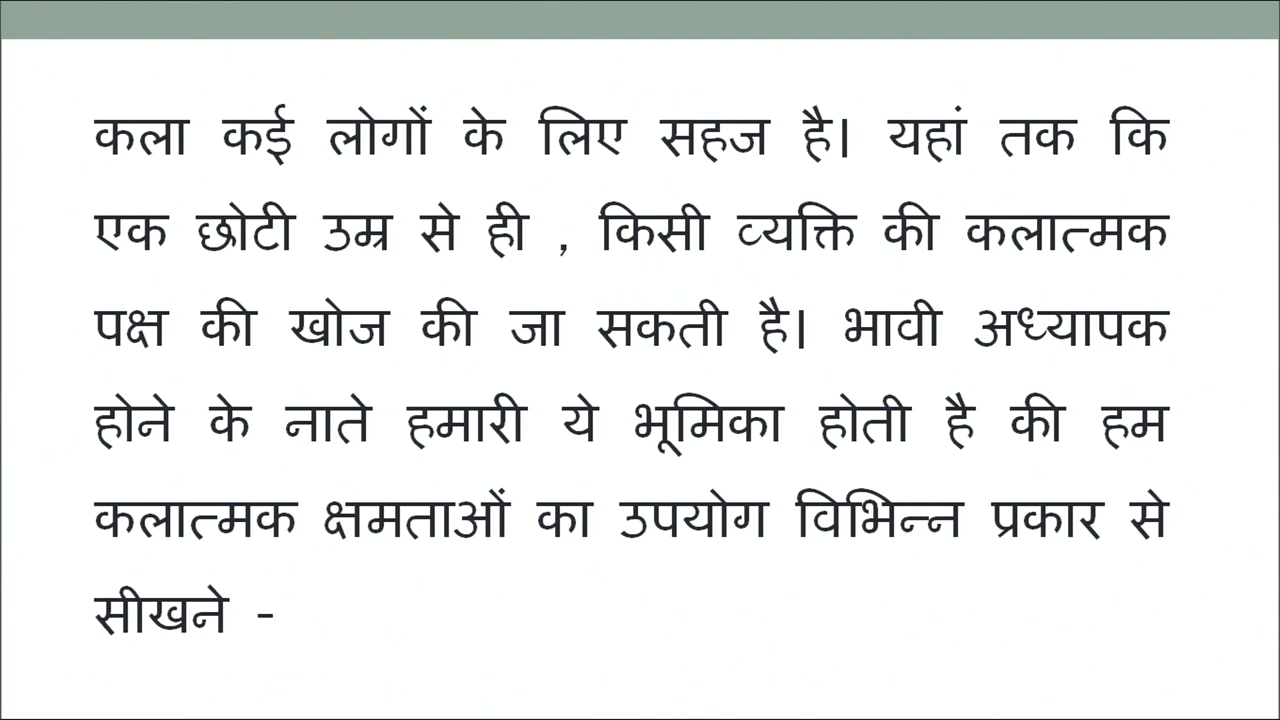 कला कई लोगों के लिए सहज है। यहां तक कि
एक छोटी उम्र से ही , किसी व्यक्ति की कलात्मक
पक्ष की खोज की जा सकती है। भावी अध्यापक
होने के नाते हमारी ये भूमिका होती है की हम
कलात्मक क्षमताओं का उपयोग विभिन्न प्रकार से
सीखने -